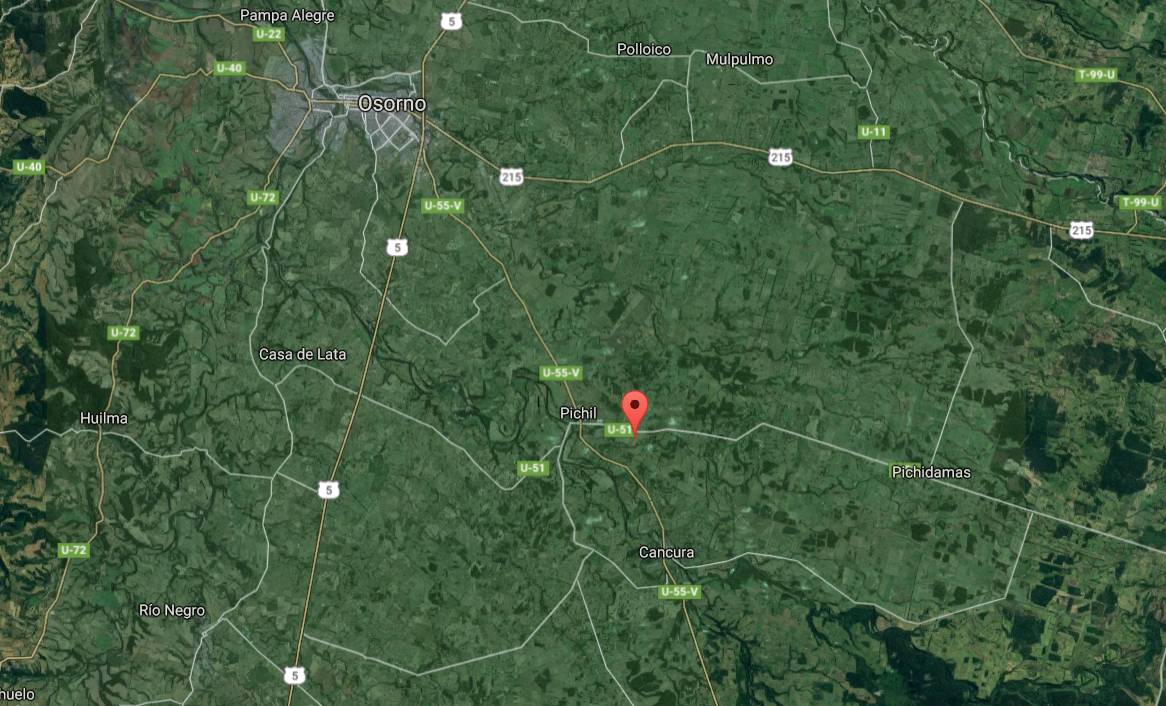 Pampa Alegre
5
U-22
Polloico
Mulpulmo
U-40
T-99-U
Osorno
U-11
215
U-40
215
U-72
U-55-V
T-99-U
215
5
U-72
Casa de Lata
U-55-V
Huilma
Pichil
U-51
U-51
Pichidamas
5
U-72
Cancura
U-55-V
Río Negro
5
huelo